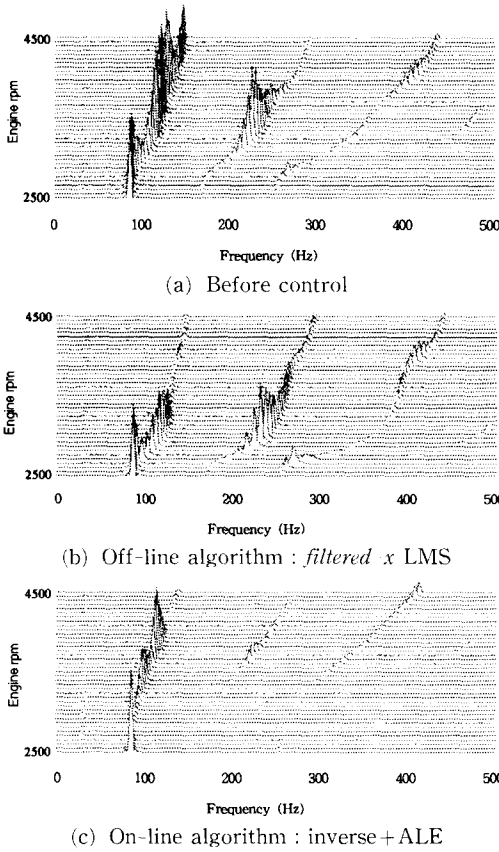 4500
Engine rpm
2500
0 100 200 300 400 500
Frequency (Hz)
(a) Before control
4500
Engine rpm
2500
0 100 200 300 400 500
Frequency (Hz)
(b) Off-line algorithm : filtered x LMS
4500
Engine rpm
2500
0 100 200 300 400 500
Frequency (Hz)
(c) On-line algorithm : inverse+ALE